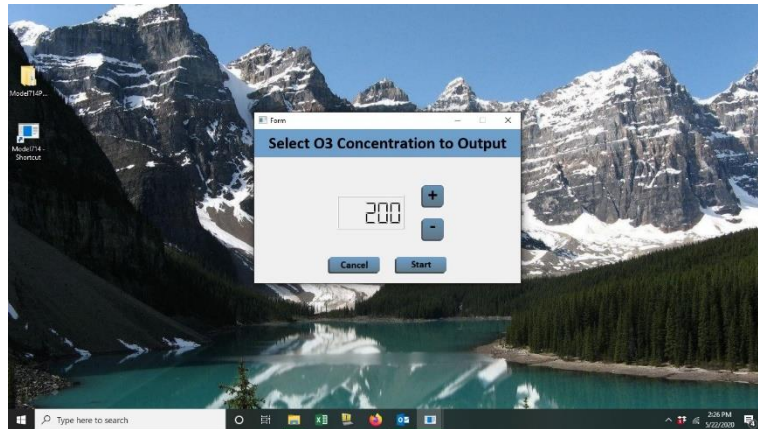 Model714P...
Model714 -
Shortcut
Form
Select O3 Concentration to Output
200
+
-
Cancel
Start
Type here to search
2:26 PM
5/22/2020